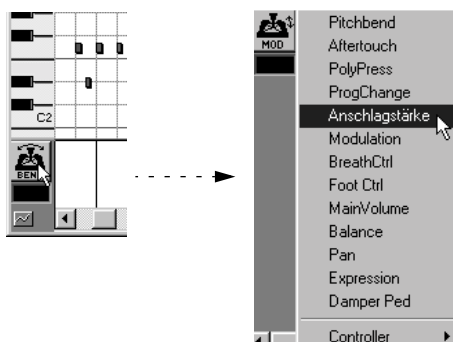 C2
BEN
MOD
Pitchbend
Aftertouch
PolyPress
ProgChange
Anschlagstärke
Modulation
BreathCtrl
Foot Ctrl
MainVolume
Balance
Pan
Expression
Damper Ped
Controller